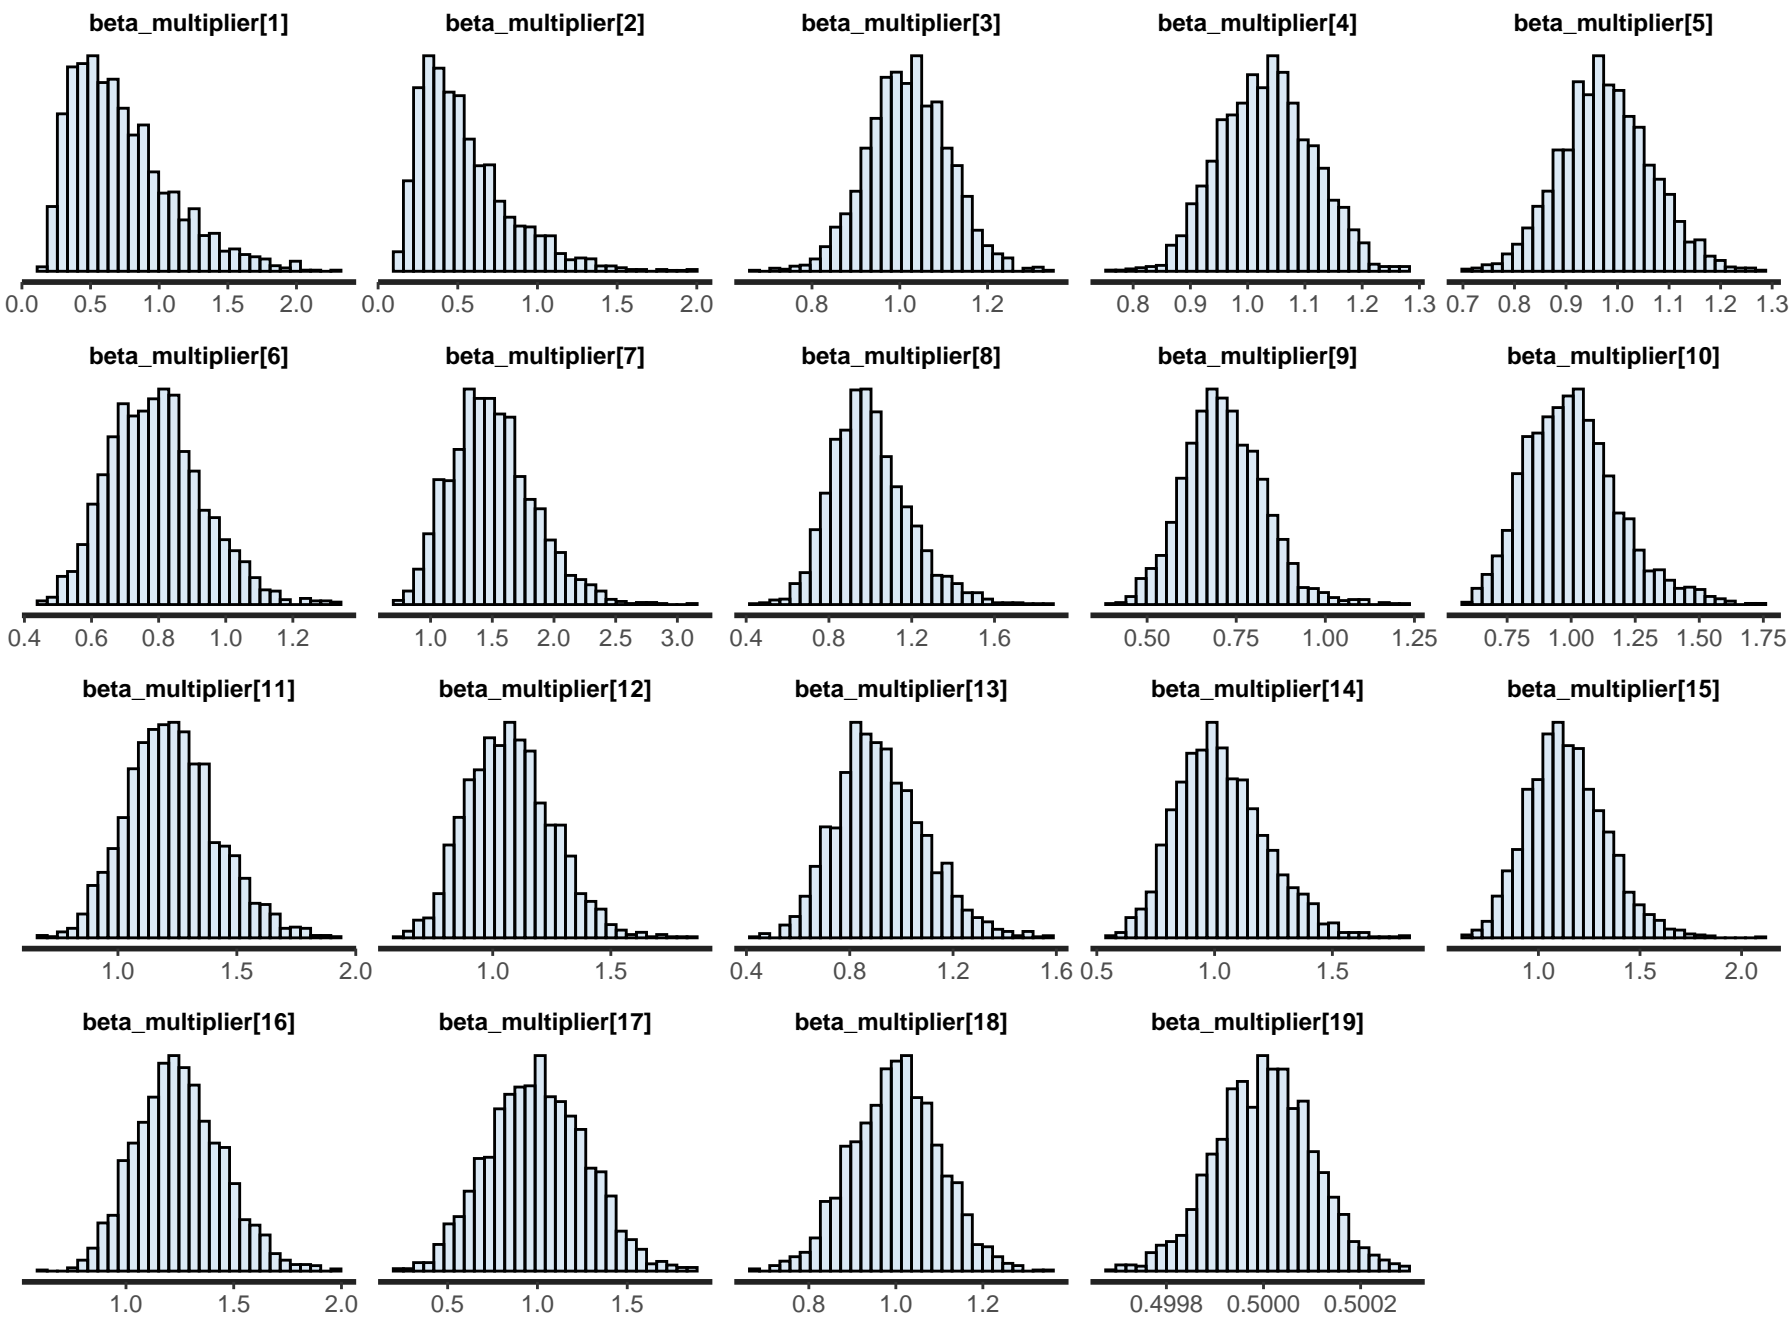 beta_multiplier[1] beta_multiplier[2] beta_multiplier[3] beta_multiplier[4] beta_multiplier[5]
0.0 0.5 1.0 1.5 2.0 0.0 0.5 1.0 1.5 2.0 0.8 1.0 1.2 0.8 0.9 1.0 1.1 1.2 1.3 0.7 0.8 0.9 1.0 1.1 1.2 1.3
beta_multiplier[6] beta_multiplier[7] beta_multiplier[8] beta_multiplier[9] beta_multiplier[10]
0.4 0.6 0.8 1.0 1.2 1.0 1.5 2.0 2.5 3.0 0.4 0.8 1.2 1.6 0.50 0.75 1.00 1.25 0.75 1.00 1.25 1.50 1.75
beta_multiplier[11] beta_multiplier[12] beta_multiplier[13] beta_multiplier[14] beta_multiplier[15]
1.0 1.5 2.0 1.0 1.5 0.4 0.8 1.2 1.6 0.5 1.0 1.5 1.0 1.5 2.0
beta_multiplier[16] beta_multiplier[17] beta_multiplier[18] beta_multiplier[19]
1.0 1.5 2.0 0.5 1.0 1.5 0.8 1.0 1.2 0.4998 0.5000 0.5002